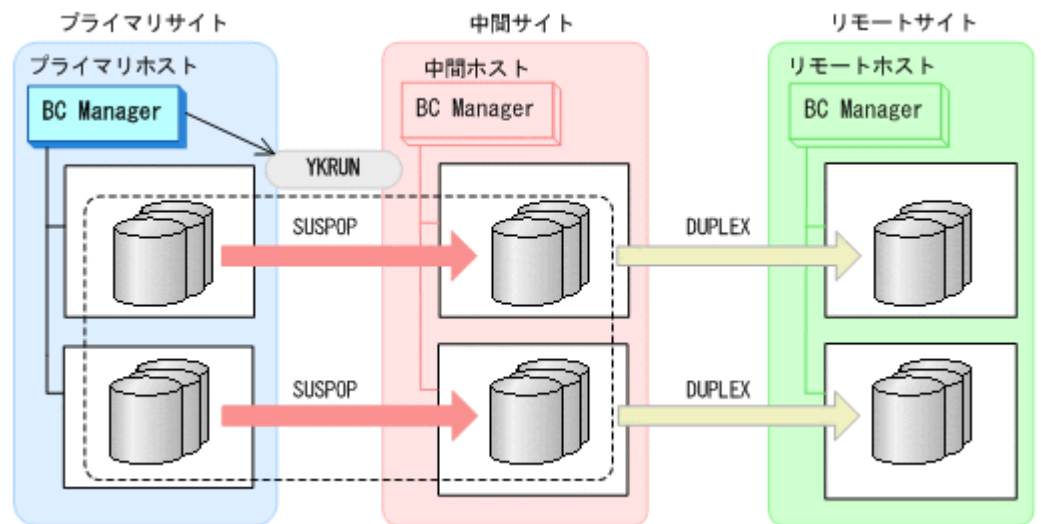 プライマリサイト
中間サイト
リモートサイト
プライマリホスト
中間ホスト
リモートホスト
BC Manager
BC Manager
BC Manager
YKRUN
SUSPOP
DUPLEX
SUSPOP
DUPLEX